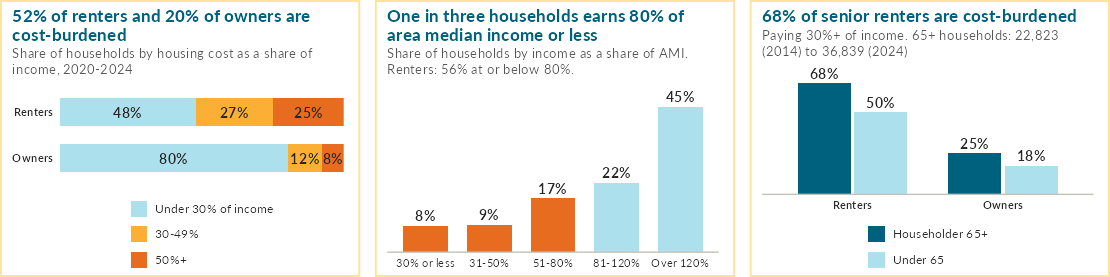 52% of renters and 20% of owners are
cost-burdened
Share of households by housing cost as a share of
income, 2020-2024
Renters
48%
27%
25%
Owners
80%
12%
8%
Under 30% of income
30-49%
50%+
One in three households earns 80% of
area median income or less
Share of households by income as a share of AMI.
Renters: 56% at or below 80%.
8%
9%
17%
22%
45%
30% or less
31-50%
51-80%
81-120%
Over 120%
68% of senior renters are cost-burdened
Paying 30%+ of income. 65+ households: 22,823
(2014) to 36,839 (2024)
68%
50%
25%
18%
Renters
Owners
Householder 65+
Under 65